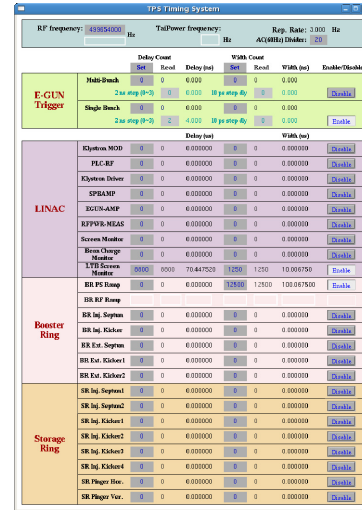 TPS Timing System
RF frequency: 499854000 Hz TaiPower frequency: Hz Rep. Rate: 3.000 Hz
AC(60Hz) Divider: 20
Delay Count Width Count
Set Read Delay (ns) Set Read Width (ns) Enable/Disable
E-GUN Trigger
Multi-Bunch 0 0 0.000 0 0 0.000
2 ns step (0~3) 0 0.000 10 ps step dly 0 0.000 Disable
Single Bunch 0 0 0.000 0 0 0.000
2 ns step (0~3) 2 4.000 10 ps step dly 0 0.000 Enable
Delay (us) Width (us)
LINAC
Klystron MOD 0 0 0.000000 0 0 0.000000 Disable
PLC-RF 0 0 0.000000 0 0 0.000000 Disable
Klystron Driver 0 0 0.000000 0 0 0.000000 Disable
SPBAMP 0 0 0.000000 0 0 0.000000 Disable
EGUN-AMP 0 0 0.000000 0 0 0.000000 Disable
RFPWR-MEAS 0 0 0.000000 0 0 0.000000 Disable
Screen Monitor 0 0 0.000000 0 0 0.000000 Disable
Beam Charge Monitor 0 0 0.000000 0 0 0.000000 Disable
LTB Screen Monitor 8800 8800 70.447520 1250 1250 10.006750 Enable
Booster Ring
BR PS Ramp 0 0 0.000000 12500 12500 100.067500 Enable
BR RF Ramp
BR Inj. Septum 0 0 0.000000 0 0 0.000000 Disable
BR Inj. Kicker 0 0 0.000000 0 0 0.000000 Disable
BR Ext. Septum 0 0 0.000000 0 0 0.000000 Disable
BR Ext. Kicker1 0 0 0.000000 0 0 0.000000 Disable
BR Ext. Kicker2 0 0 0.000000 0 0 0.000000 Disable
Storage Ring
SR Inj. Septum1 0 0 0.000000 0 0 0.000000 Disable
SR Inj. Septum2 0 0 0.000000 0 0 0.000000 Disable
SR Inj. Kicker1 0 0 0.000000 0 0 0.000000 Disable
SR Inj. Kicker2 0 0 0.000000 0 0 0.000000 Disable
SR Inj. Kicker3 0 0 0.000000 0 0 0.000000 Disable
SR Inj. Kicker4 0 0 0.000000 0 0 0.000000 Disable
SR Pinger Hor. 0 0 0.000000 0 0 0.000000 Disable
SR Pinger Ver. 0 0 0.000000 0 0 0.000000 Disable